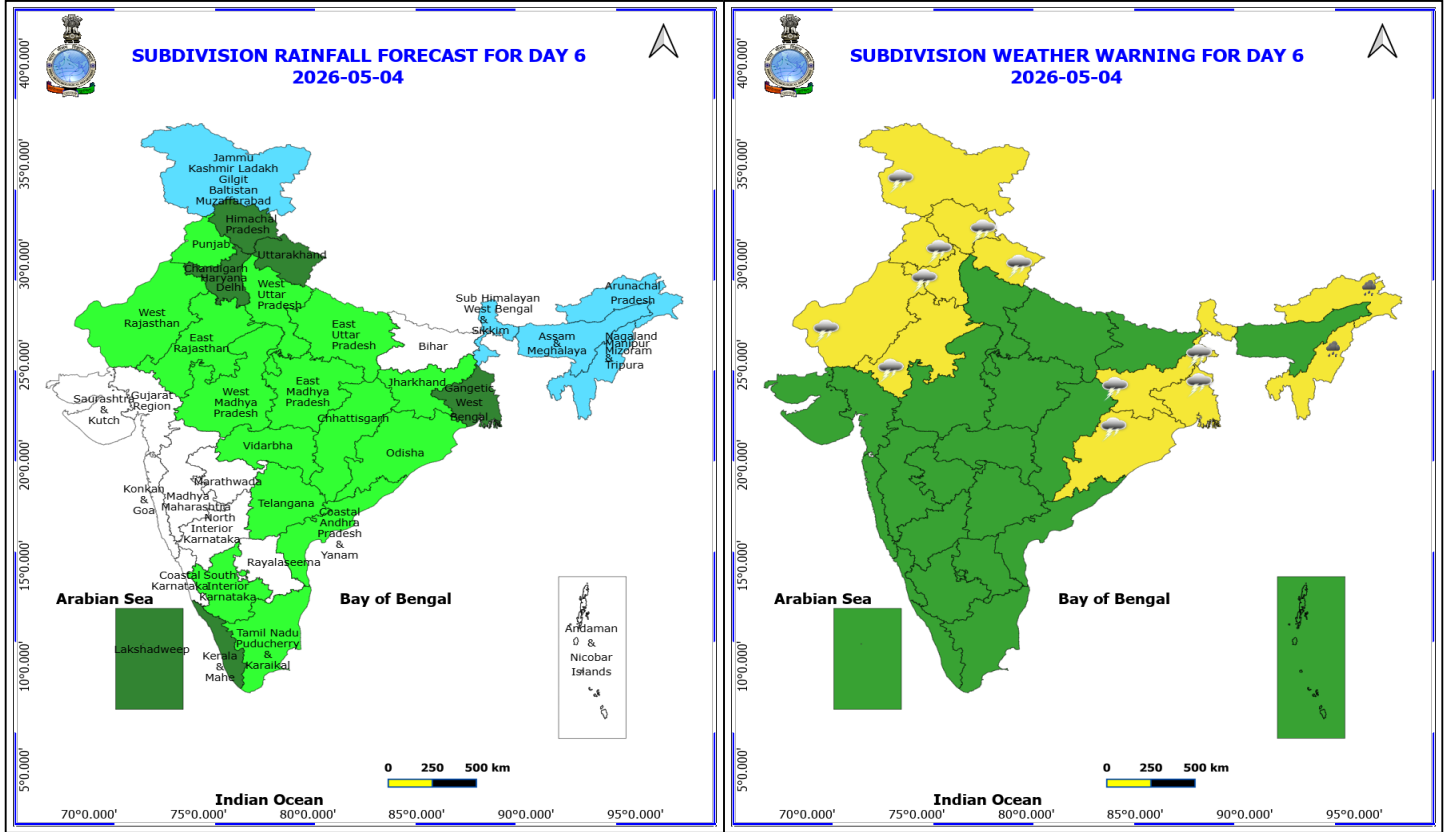 SUBDIVISION RAINFALL FORECAST FOR DAY 6
2026-05-04
40°0.000'
35°0.000'
30°0.000'
25°0.000'
20°0.000'
15°0.000'
10°0.000'
5°0.000'
Jammu
Kashmir Ladakh
Gilgit
Baltistan
Muzaffarabad
Himachal
Pradesh
Punjab
Uttarakhand
Chandigarh
Haryana
Delhi
West
Uttar
Pradesh
Arunachal
Pradesh
Sub Himalayan
West Bengal
&
Sikkim
West
Rajasthan
East
Rajasthan
East
Uttar
Pradesh
Bihar
Assam
&
Meghalaya
Nagaland
Manipur
Mizoram
&
Tripura
Saurashtra
&
Kutch
Gujarat
Region
West
Madhya
Pradesh
East
Madhya
Pradesh
Jharkhand
Gangetic
West
Bengal
Chhattisgarh
Vidarbha
Odisha
Konkan
&
Goa
Marathwada
Madhya
Maharashtra
North
Interior
Karnataka
Telangana
Coastal
Andhra
Pradesh
&
Yanam
Rayalaseema
Coastal
Karnataka
South
Interior
Karnataka
Arabian Sea
Bay of Bengal
Lakshadweep
Kerala
&
Mahe
Tamil Nadu
Puducherry
&
Karaikal
Andaman
&
Nicobar
Islands
0 250 500 km
Indian Ocean
70°0.000' 75°0.000' 80°0.000' 85°0.000' 90°0.000' 95°0.000'
SUBDIVISION WEATHER WARNING FOR DAY 6
2026-05-04
40°0.000'
35°0.000'
30°0.000'
25°0.000'
20°0.000'
15°0.000'
10°0.000'
5°0.000'
Arabian Sea
Bay of Bengal
0 250 500 km
Indian Ocean
70°0.000' 75°0.000' 80°0.000' 85°0.000' 90°0.000' 95°0.000'